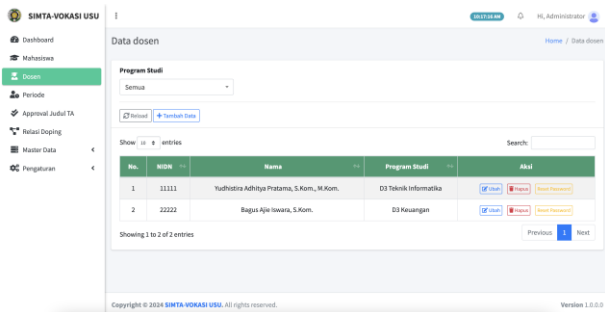 SIMTA-VOKASI USU
10:17:16 AM
Hi, Administrator
Dashboard
Mahasiswa
Dosen
Periode
Approval Judul TA
Relasi Doping
Master Data
Pengaturan
Data dosen
Home / Data dosen
Program Studi
Semua
Reload
+ Tambah Data
Show 10 entries
Search:
No. NIDN Nama Program Studi Aksi
1 11111 Yudhistira Adhitya Pratama, S.Kom., M.Kom. D3 Teknik Informatika Ubah Hapus Reset Password
2 22222 Bagus Ajie Iswara, S.Kom. D3 Keuangan Ubah Hapus Reset Password
Showing 1 to 2 of 2 entries
Previous 1 Next
Copyright © 2024 SIMTA-VOKASI USU. All rights reserved.
Version 1.0.0.0